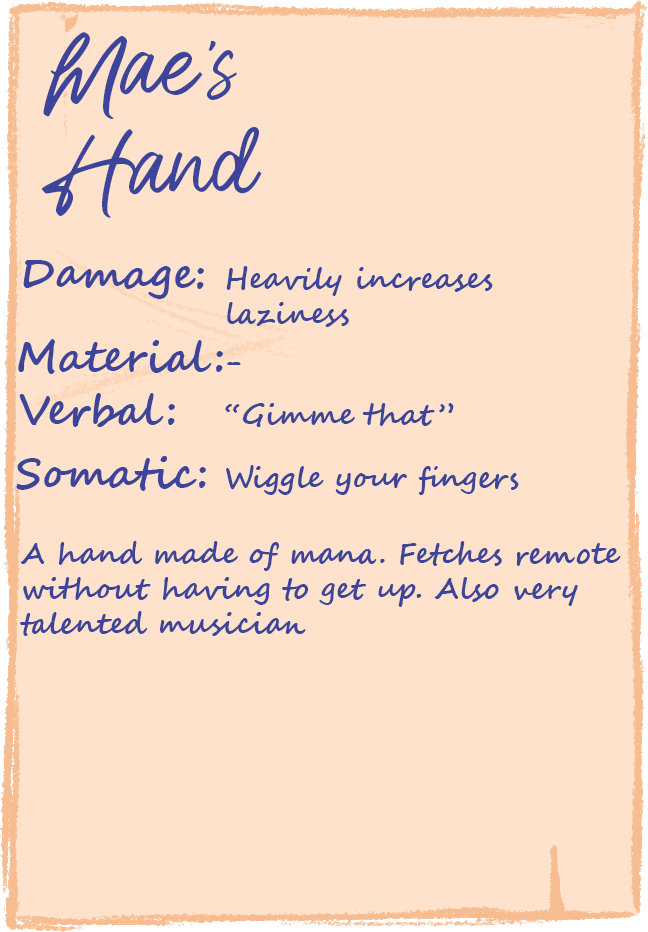 Mae's
Hand
Damage: Heavily increases
laziness
Material:-
Verbal: “Gimme that”
Somatic: Wiggle your fingers
A hand made of mana. Fetches remote
without having to get up. Also very
talented musician